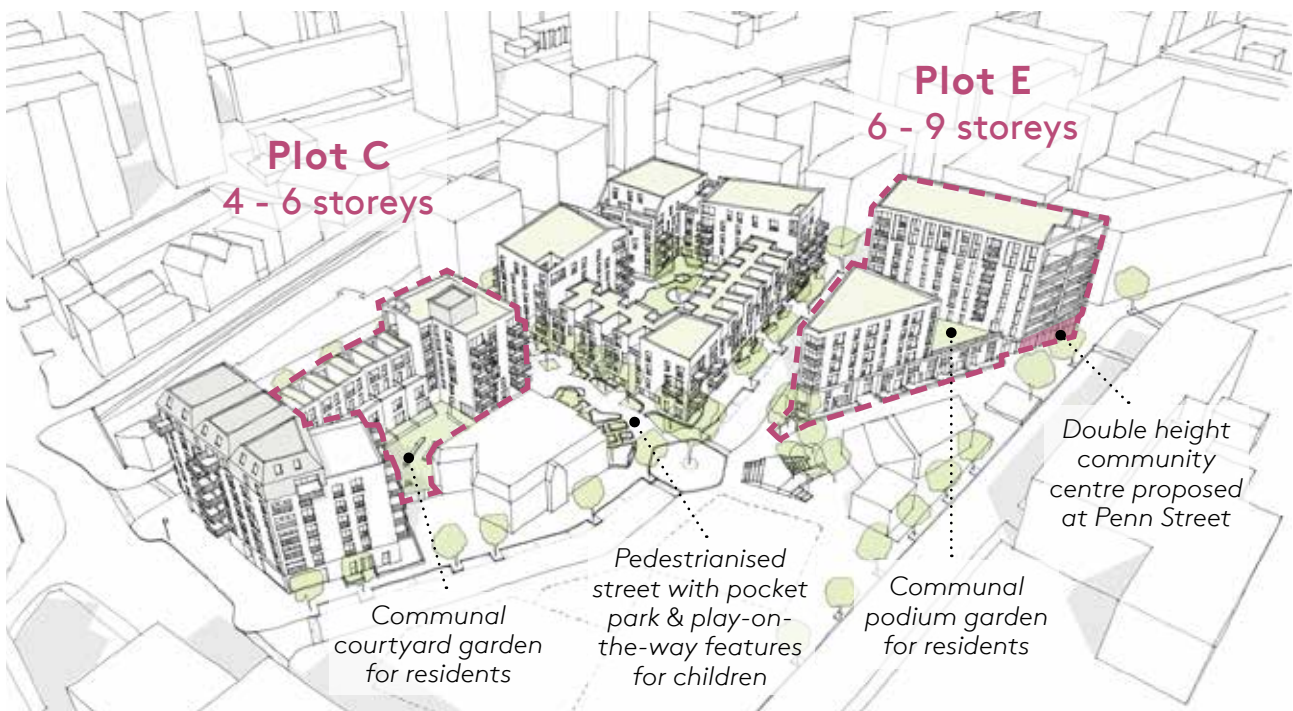 Plot E
6 - 9 storeys
Plot C
4 - 6 storeys
Double height
community
centre proposed
at Penn Street
Pedestrianised
street with pocket
park & play-on-
the-way features
for children
Communal
courtyard garden
for residents
Communal
podium garden
for residents